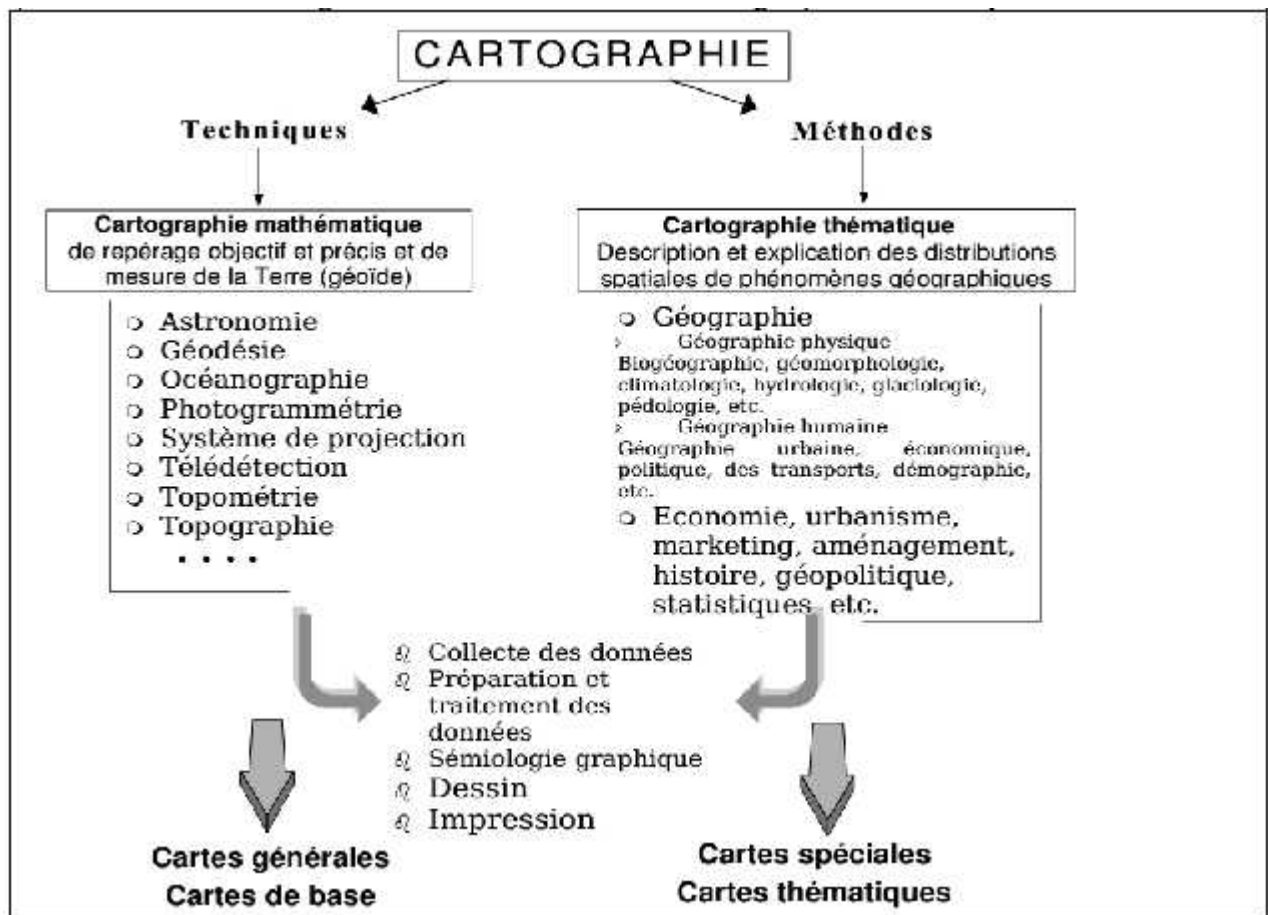 CARTOGRAPHIE
Techniques
Cartographie mathématique
de repérage objectif et précis et de
mesure de la Terre (géoïde)
Astronomie
Géodésie
Océanographie
Photogrammétrie
Système de projection
Télédétection
Topométrie
Topographie
. . . .
Méthodes
Cartographie thématique
Description et explication des distributions
spatiales de phénomènes géographiques
Géographie
Géographie physique
Biogéographie, géomorphologie,
climatologie, hydrologie, glaciologie,
pédologie, etc.
Géographie humaine
Géographie urbaine, économique,
politique, des transports, démographie,
etc.
Economie, urbanisme,
marketing, aménagement,
histoire, géopolitique,
statistiques, etc.
Collecte des données
Préparation et
traitement des
données
Sémiologie graphique
Dessin
Impression
Cartes générales
Cartes de base
Cartes spéciales
Cartes thématiques